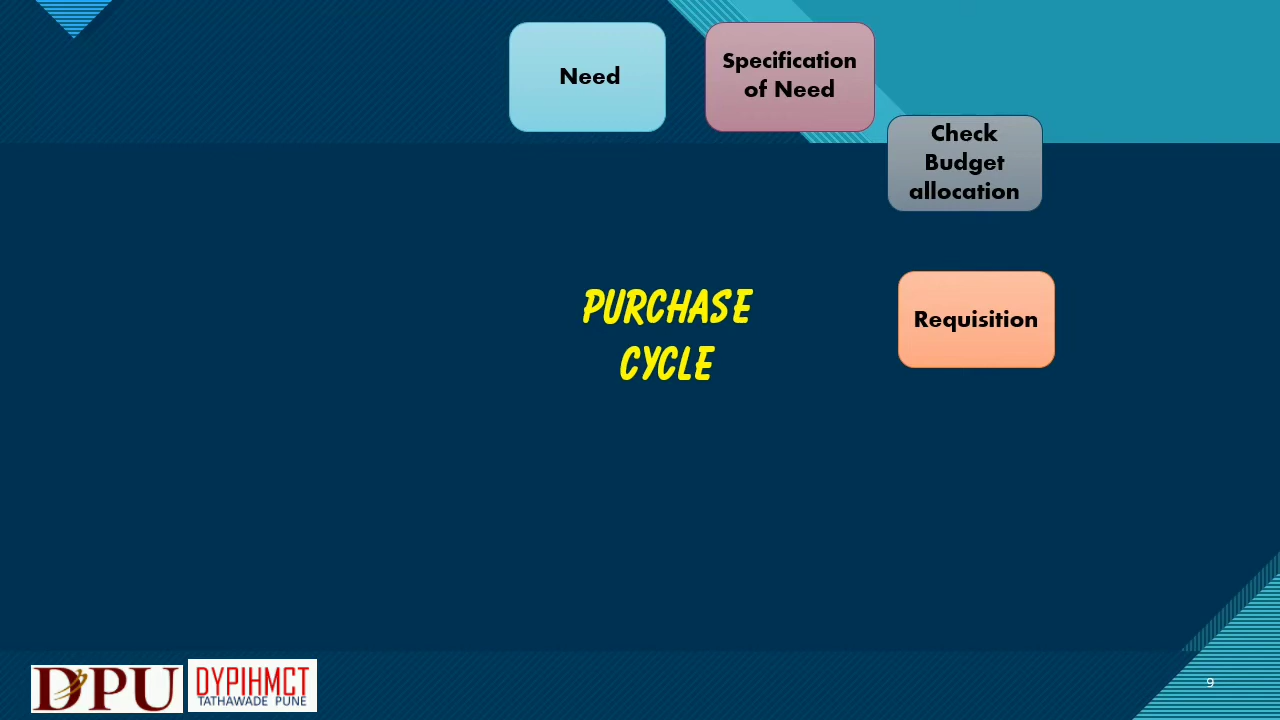 Need
Specification
of Need
Check
Budget
allocation
PURCHASE
CYCLE
Requisition
DPU
DYPIHMCT
TATHAWADE PUNE
9